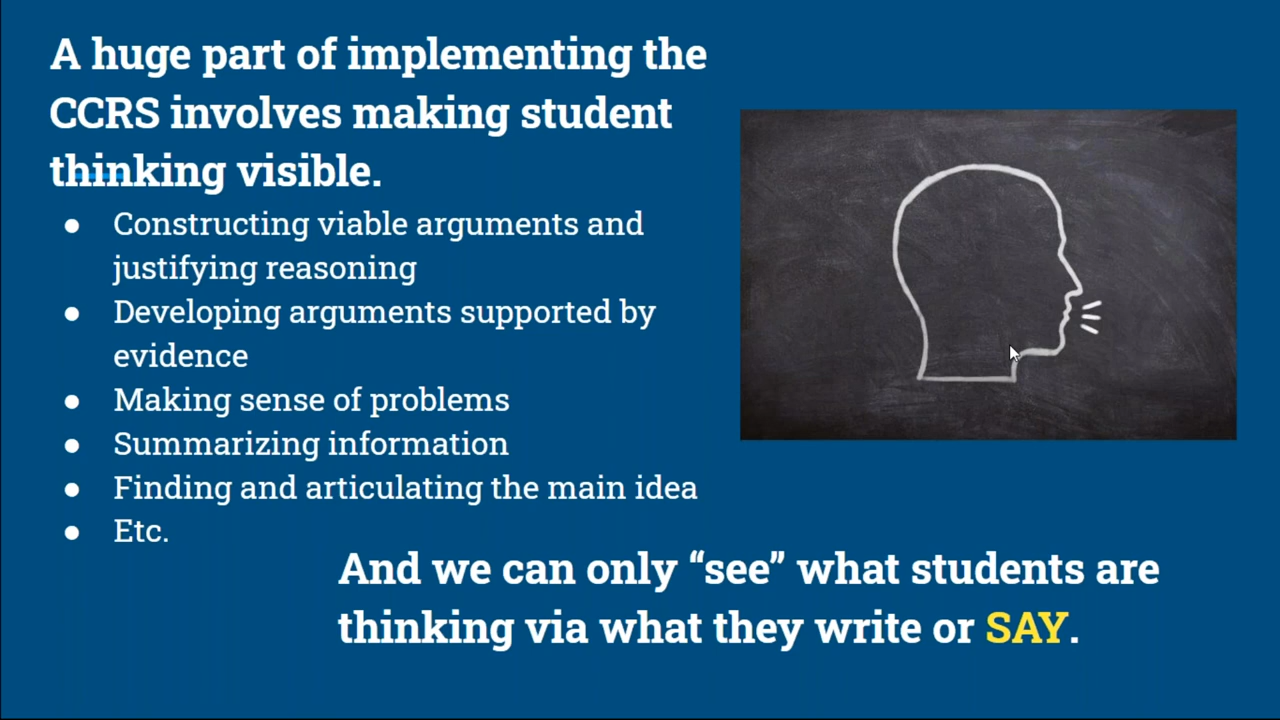 A huge part of implementing the
CCRS involves making student
thinking visible.
● Constructing viable arguments and
justifying reasoning
● Developing arguments supported by
evidence
● Making sense of problems
● Summarizing information
● Finding and articulating the main idea
● Etc.
And we can only “see” what students are
thinking via what they write or SAY.